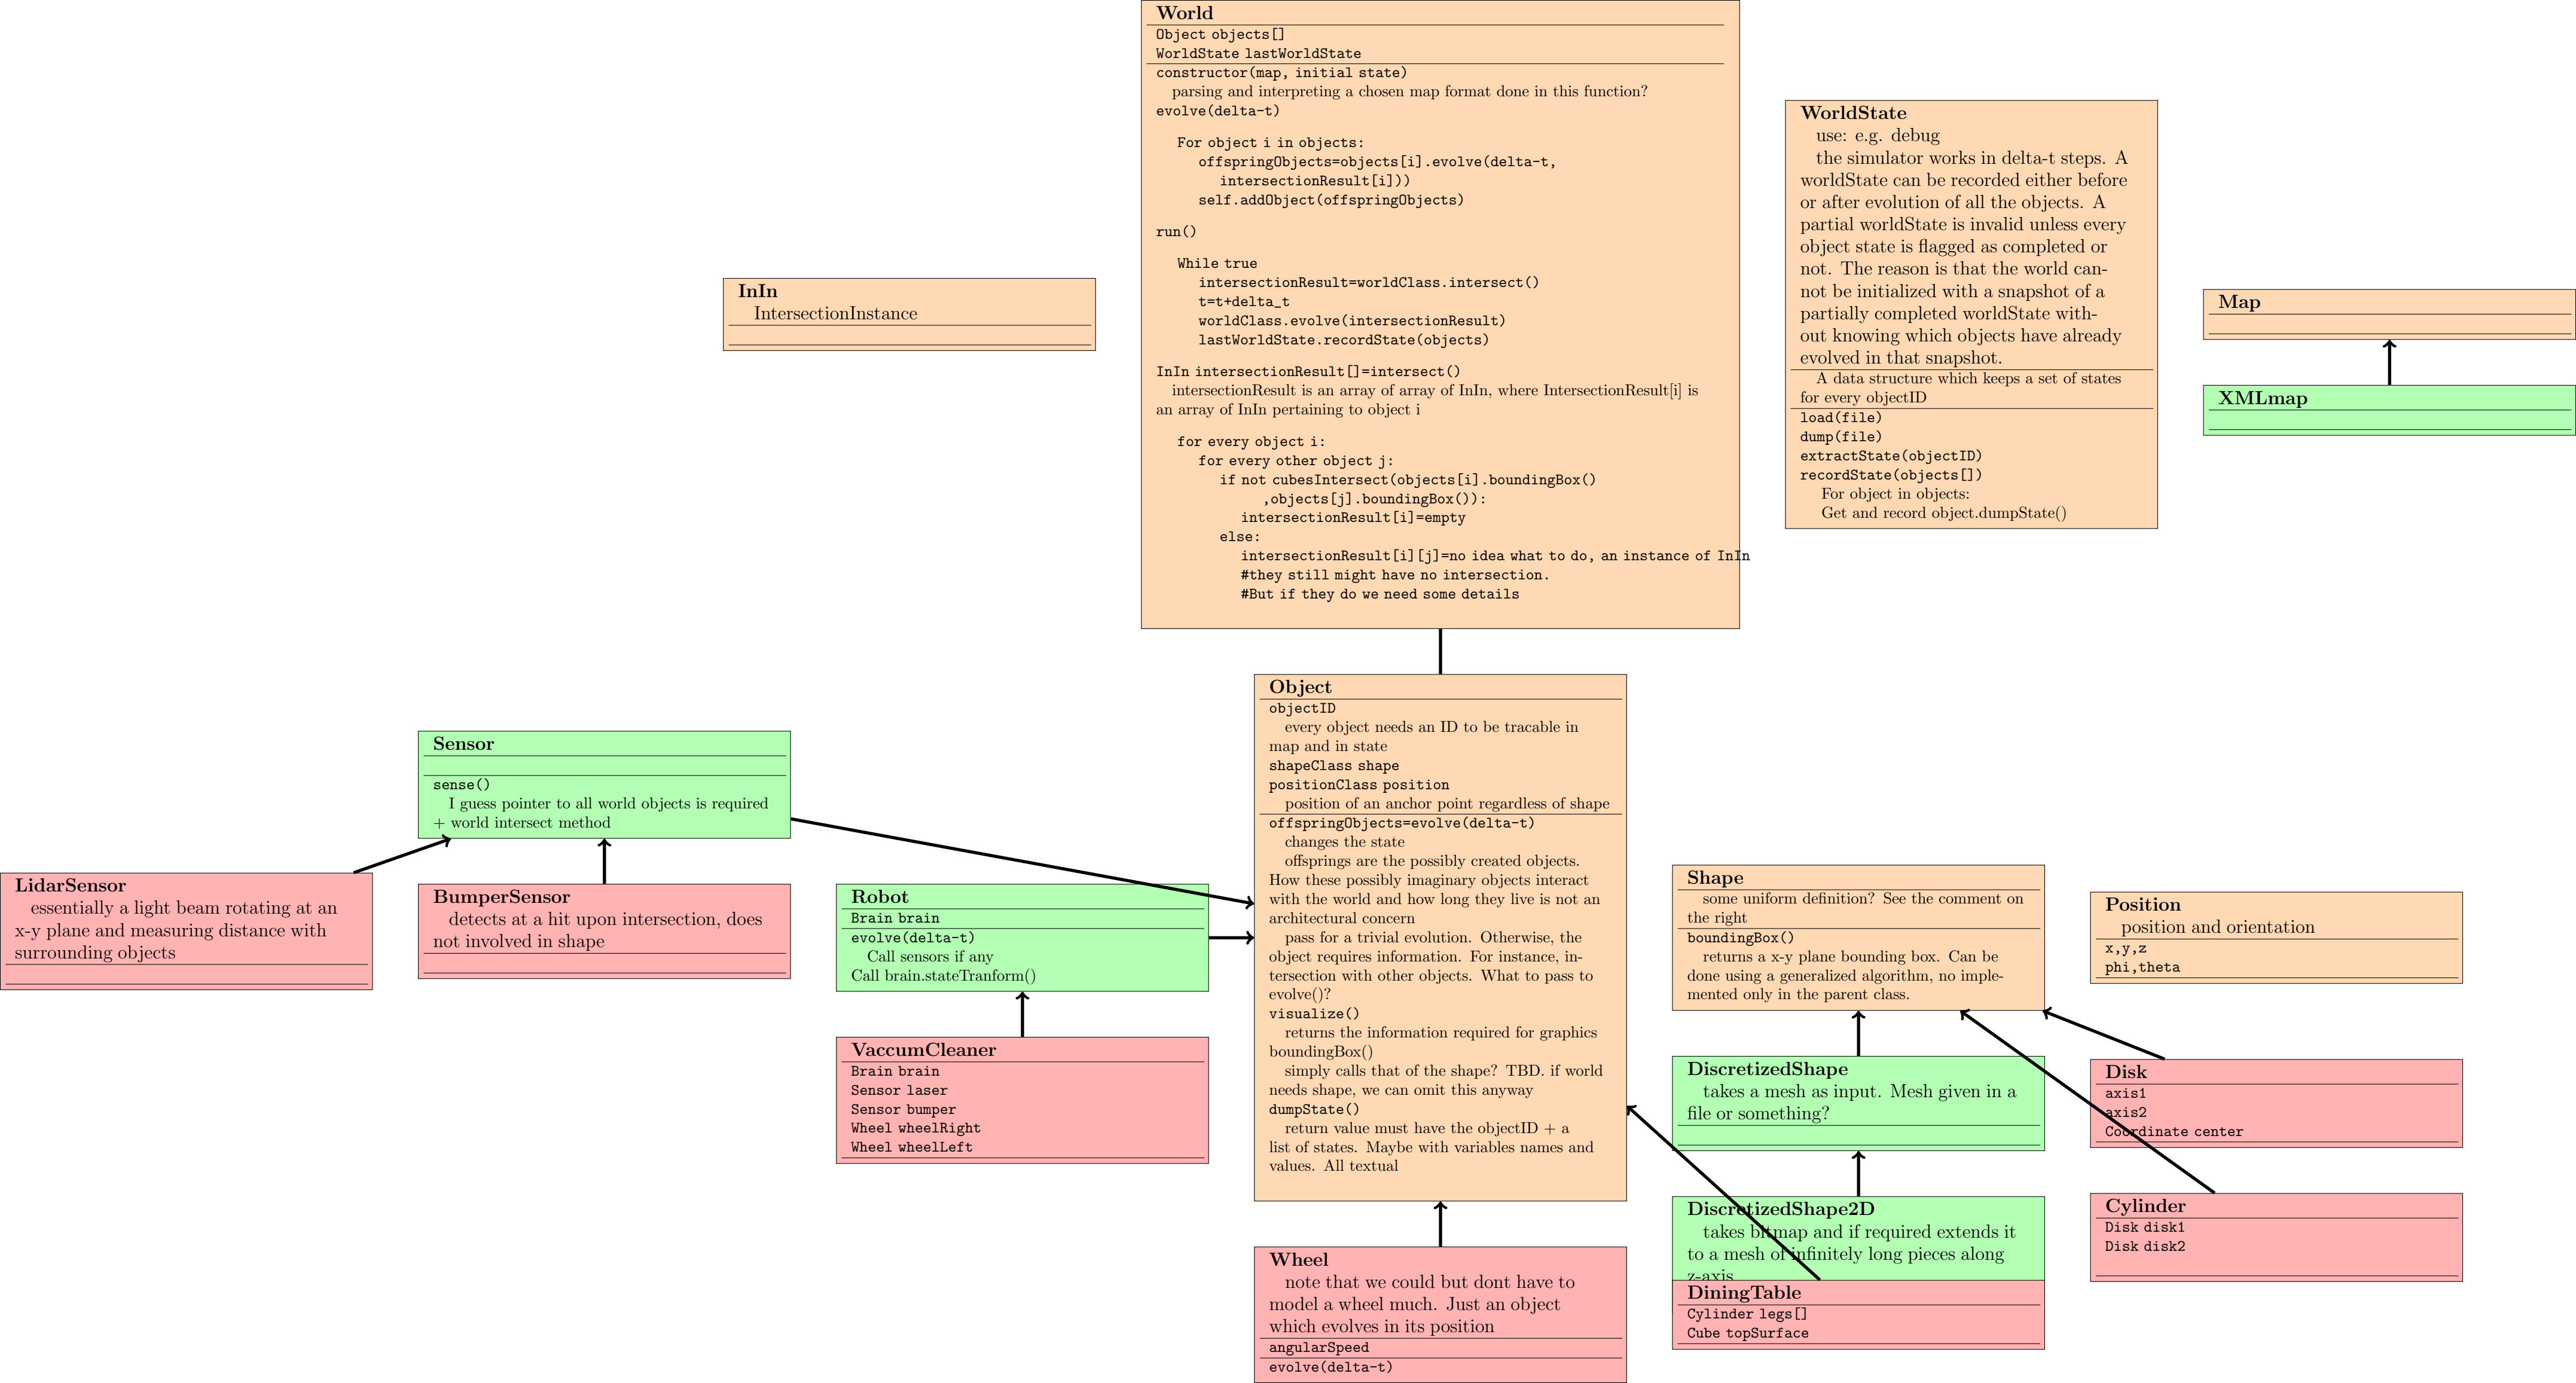 World
Object objects[]
WorldState lastWorldState
constructor(map, initial state)
parsing and interpreting a chosen map format done in this function?
evolve(delta-t)
For object i in objects:
offspringObjects=objects[i].evolve(delta-t,
intersectionResult[i]))
self.addObject(offspringObjects)
run()
While true
intersectionResult=worldClass.intersect()
t=t+delta_t
worldClass.evolve(intersectionResult)
lastWorldState.recordState(objects)
InIn intersectionResult[]=intersect()
intersectionResult is an array of array of InIn, where IntersectionResult[i] is
an array of InIn pertaining to object i
for every object i:
for every other object j:
if not cubesIntersect(objects[i].boundingBox()
,objects[j].boundingBox()):
intersectionResult[i]=empty
else:
intersectionResult[i][j]=no idea what to do, an instance of InIn
#they still might have no intersection.
#But if they do we need some details
WorldState
use: e.g. debug
the simulator works in delta-t steps. A
worldState can be recorded either before
or after evolution of all the objects. A
partial worldState is invalid unless every
object state is flagged as completed or
not. The reason is that the world can-
not be initialized with a snapshot of a
partially completed worldState with-
out knowing which objects have already
evolved in that snapshot.
A data structure which keeps a set of states
for every objectID
load(file)
dump(file)
extractState(objectID)
recordState(objects[])
For object in objects:
Get and record object.dumpState()
InIn
IntersectionInstance
Map
XMLmap
Object
objectID
every object needs an ID to be tracable in
map and in state
shapeClass shape
positionClass position
position of an anchor point regardless of shape
offspringObjects=evolve(delta-t)
changes the state
offsprings are the possibly created objects.
How these possibly imaginary objects interact
with the world and how long they live is not an
architectural concern
pass for a trivial evolution. Otherwise, the
object requires information. For instance, in-
tersection with other objects. What to pass to
evolve()?
visualize()
returns the information required for graphics
boundingBox()
simply calls that of the shape? TBD. if world
needs shape, we can omit this anyway
dumpState()
return value must have the objectID + a
list of states. Maybe with variables names and
values. All textual
Sensor
sense()
I guess pointer to all world objects is required
+ world intersect method
LidarSensor
essentially a light beam rotating at an
x-y plane and measuring distance with
surrounding objects
BumperSensor
detects at a hit upon intersection, does
not involved in shape
Robot
Brain brain
evolve(delta-t)
Call sensors if any
Call brain.stateTranform()
VaccumCleaner
Brain brain
Sensor laser
Sensor bumper
Wheel wheelRight
Wheel wheelLeft
Shape
some uniform definition? See the comment on
the right
boundingBox()
returns a x-y plane bounding box. Can be
done using a generalized algorithm, no imple-
mented only in the parent class.
Position
position and orientation
x,y,z
phi,theta
DiscretizedShape
takes a mesh as input. Mesh given in a
file or something?
Disk
axis1
axis2
Coordinate center
DiscretizedShape2D
takes bitmap and if required extends it
to a mesh of infinitely long pieces along
z-axis
Cylinder
Disk disk1
Disk disk2
Wheel
note that we could but dont have to
model a wheel much. Just an object
which evolves in its position
angularSpeed
evolve(delta-t)
DiningTable
Cylinder legs[]
Cube topSurface